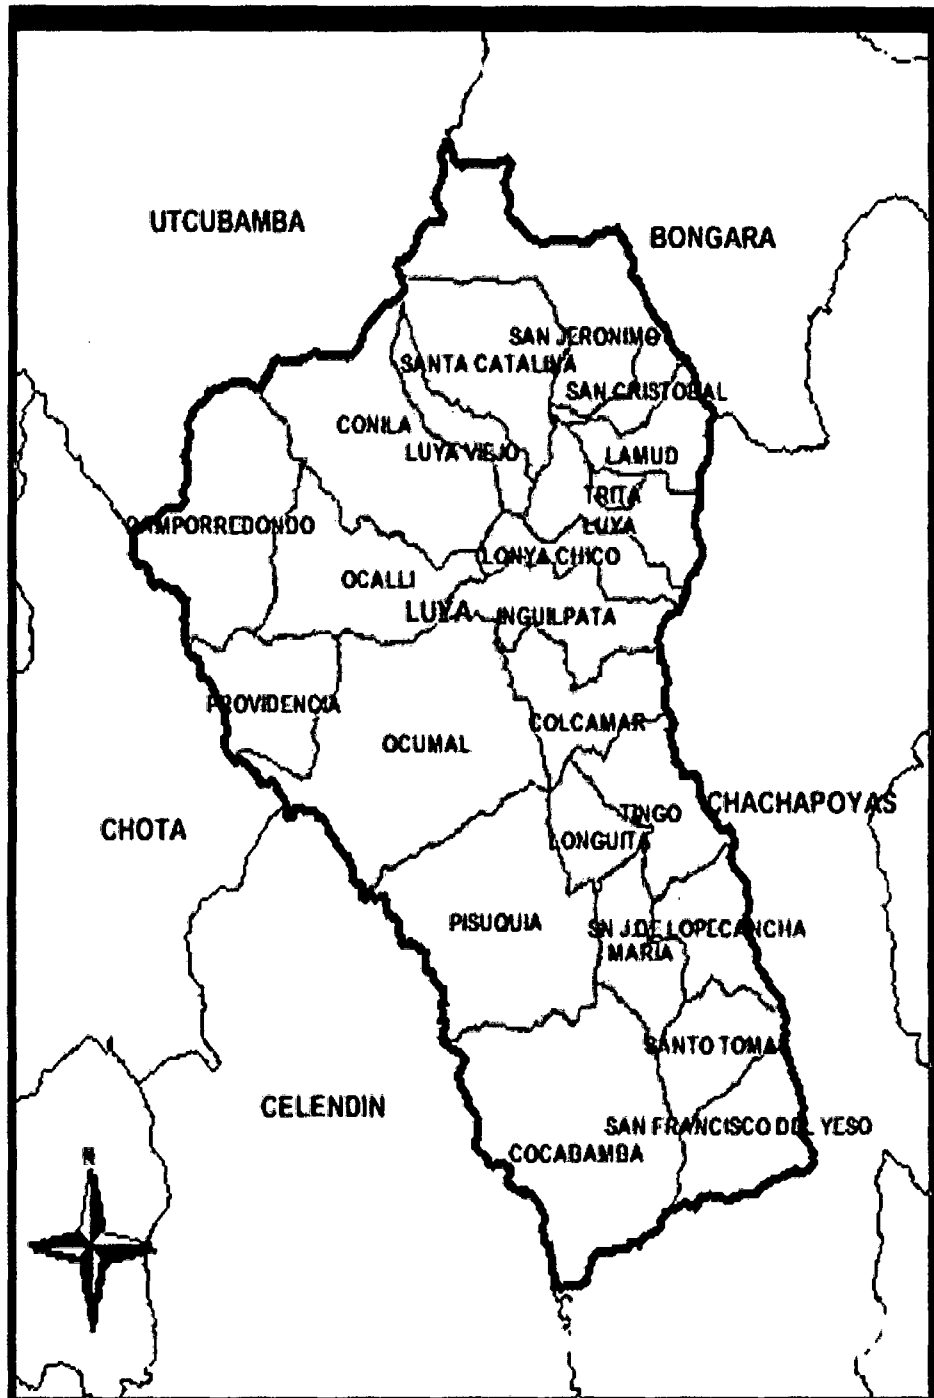 UTCUBAMBA
BONGARA
SAN JERONIMO
SANTA CATALINA
SAN CRISTOBAL
CONILA
LUYA VIEJO
LAMUD
TRITA
CAMPORREDONDO
LUYA
LONYA CHICO
OCALLI
LUYA
INGUILPATA
PROVIDENCIA
COLCAMAR
OCUMAL
CHACHAPOYAS
TINGO
CHOTA
LONGUITA
PISUQUIA
SN J.DE LOPECANCHA
MARIA
SANTO TOMAS
CELENDIN
SAN FRANCISCO DEL YESO
COCABAMBA
N